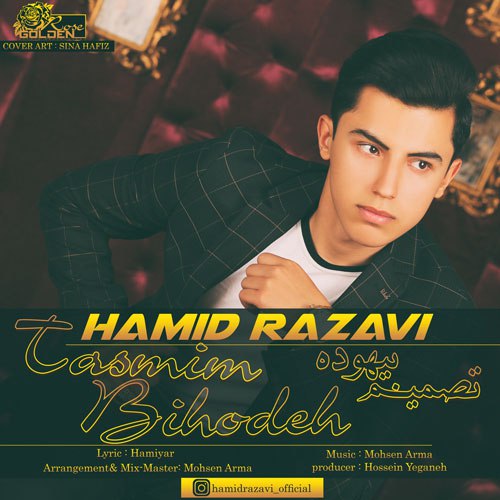 Rose
GOLDEN
COVER ART : SINA HAFIZ
HAMID RAZAVI
Tasmim
تصمیم بیهوده
Bihodeh
Lyric : Hamiyar
Arrangement& Mix-Master: Mohsen Arma
Music : Mohsen Arma
producer : Hossein Yeganeh
hamidrazavi_official